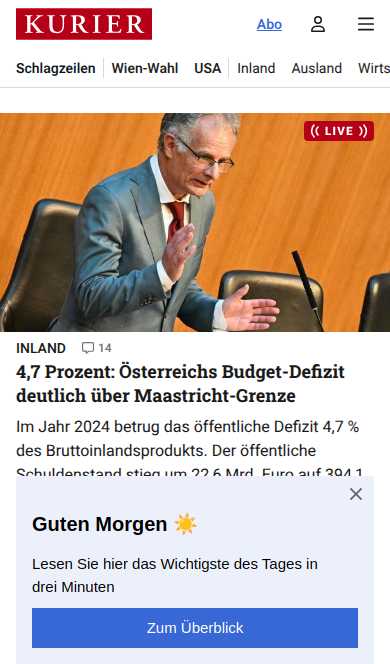 KURIER
Abo
Schlagzeilen
Wien-Wahl
USA
Inland
Ausland
Wirts
LIVE
INLAND
14
4,7 Prozent: Österreichs Budget-Defizit
deutlich über Maastricht-Grenze
Im Jahr 2024 betrug das öffentliche Defizit 4,7 %
des Bruttoinlandsprodukts. Der öffentliche
Schuldenstand stieg um 22,6 Mrd. Euro auf 394,1
Guten Morgen ☀️
Lesen Sie hier das Wichtigste des Tages in
drei Minuten
Zum Überblick